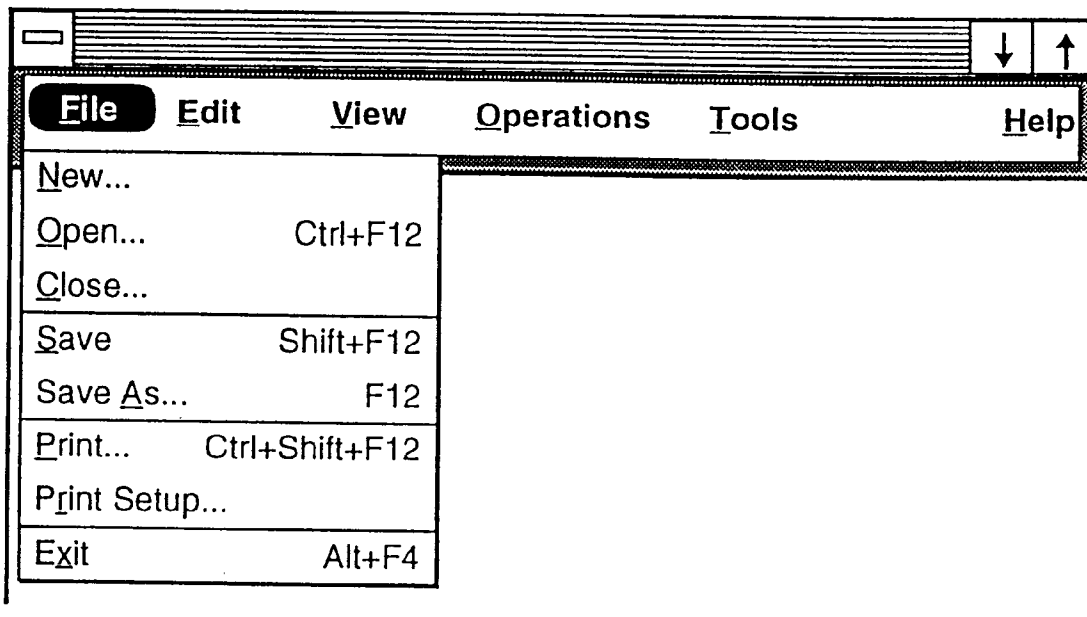 File Edit View Operations Tools Help
New...
Open... Ctrl+F12
Close...
Save Shift+F12
Save As... F12
Print... Ctrl+Shift+F12
Print Setup...
Exit Alt+F4